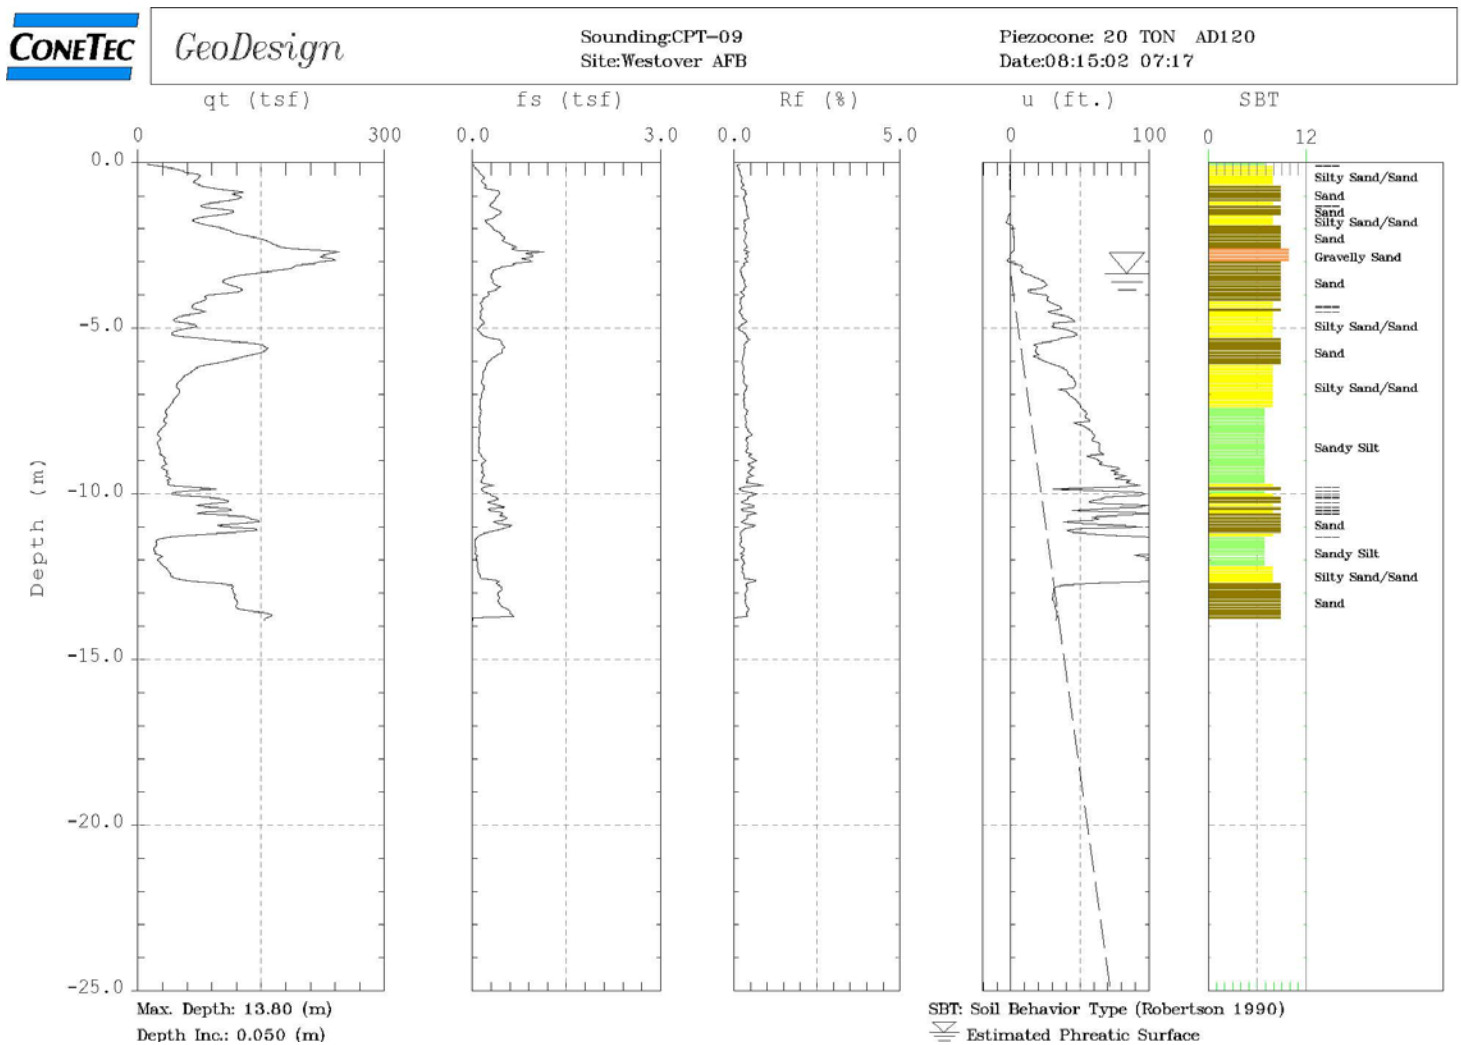 CONETEC
GeoDesign
Sounding:CPT-09
Site:Westover AFB
Piezocone: 20 TON AD120
Date:08:15:02 07:17
qt (tsf)
fs (tsf)
Rf (%)
u (ft.)
SBT
0 300
0.0 3.0
0.0 5.0
0 100
0 12
0.0
-5.0
-10.0
-15.0
-20.0
-25.0
Depth (m)
Silty Sand/Sand
Sand
Sand
Silty Sand/Sand
Sand
Gravelly Sand
Sand
Silty Sand/Sand
Sand
Silty Sand/Sand
Sandy Silt
Sand
Sandy Silt
Silty Sand/Sand
Sand
Max. Depth: 13.80 (m)
Depth Inc.: 0.050 (m)
SBT: Soil Behavior Type (Robertson 1990)
Estimated Phreatic Surface